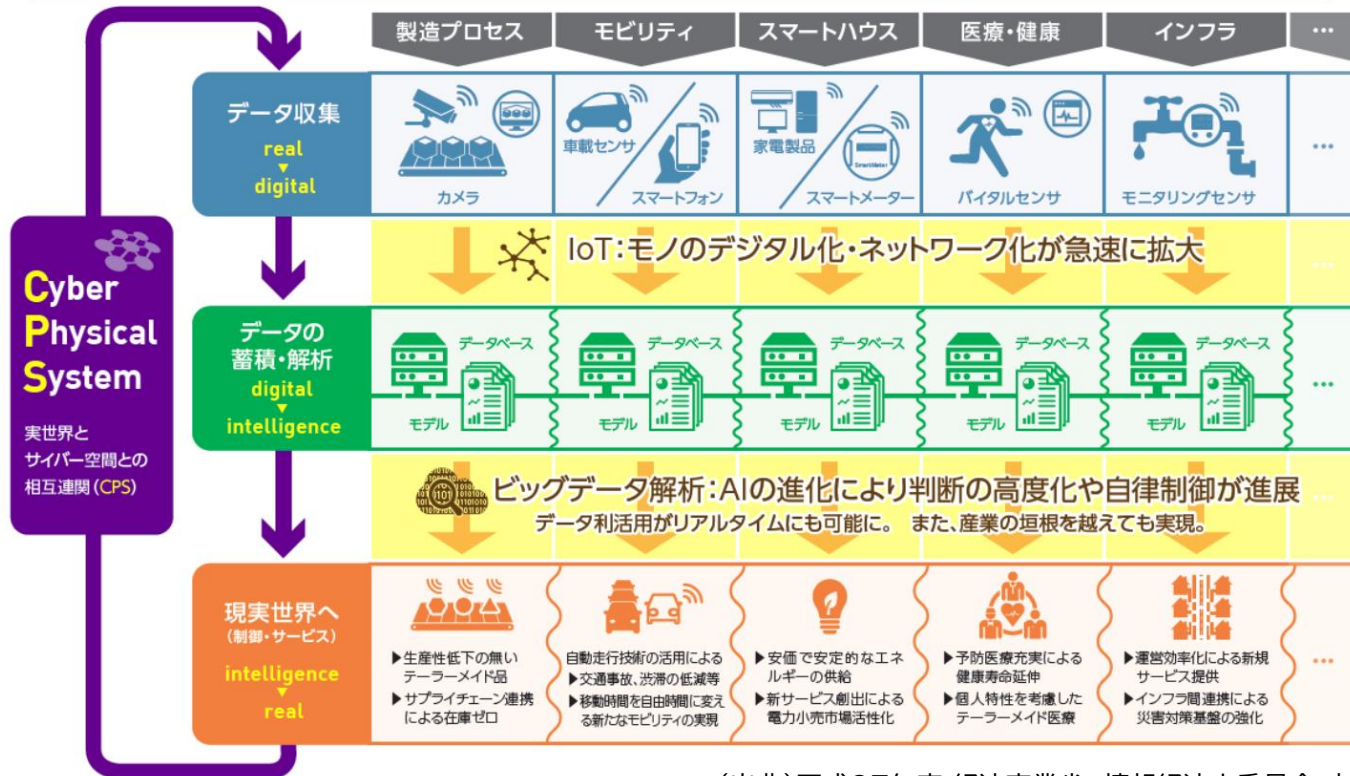 製造プロセス
モビリティ
スマートハウス
医療・健康
インフラ
…
Cyber
Physical
System
実世界と
サイバー空間との
相互連関(CPS)
データ収集
real
▼
digital
カメラ
車載センサ
スマートフォン
家電製品
SmartMeter
スマートメーター
バイタルセンサ
モニタリングセンサ
…
IoT:モノのデジタル化・ネットワーク化が急速に拡大
…
データの
蓄積・解析
digital
▼
intelligence
データベース
モデル
データベース
モデル
データベース
モデル
データベース
モデル
データベース
モデル
…
ビッグデータ解析:AIの進化により判断の高度化や自律制御が進展
データ利活用がリアルタイムにも可能に。 また、産業の垣根を越えても実現。
…
現実世界へ
(制御・サービス)
intelligence
▼
real
▶生産性低下の無い
テーラーメイド品
▶サプライチェーン連携
による在庫ゼロ
自動走行技術の活用による
▶交通事故、渋滞の低減等
▶移動時間を自由時間に変え
る新たなモビリティの実現
▶安価で安定的なエネ
ルギーの供給
▶新サービス創出による
電力小売市場活性化
▶予防医療充実による
健康寿命延伸
▶個人特性を考慮した
テーラーメイド医療
▶運営効率化による新規
サービス提供
▶インフラ間連携による
災害対策基盤の強化
…